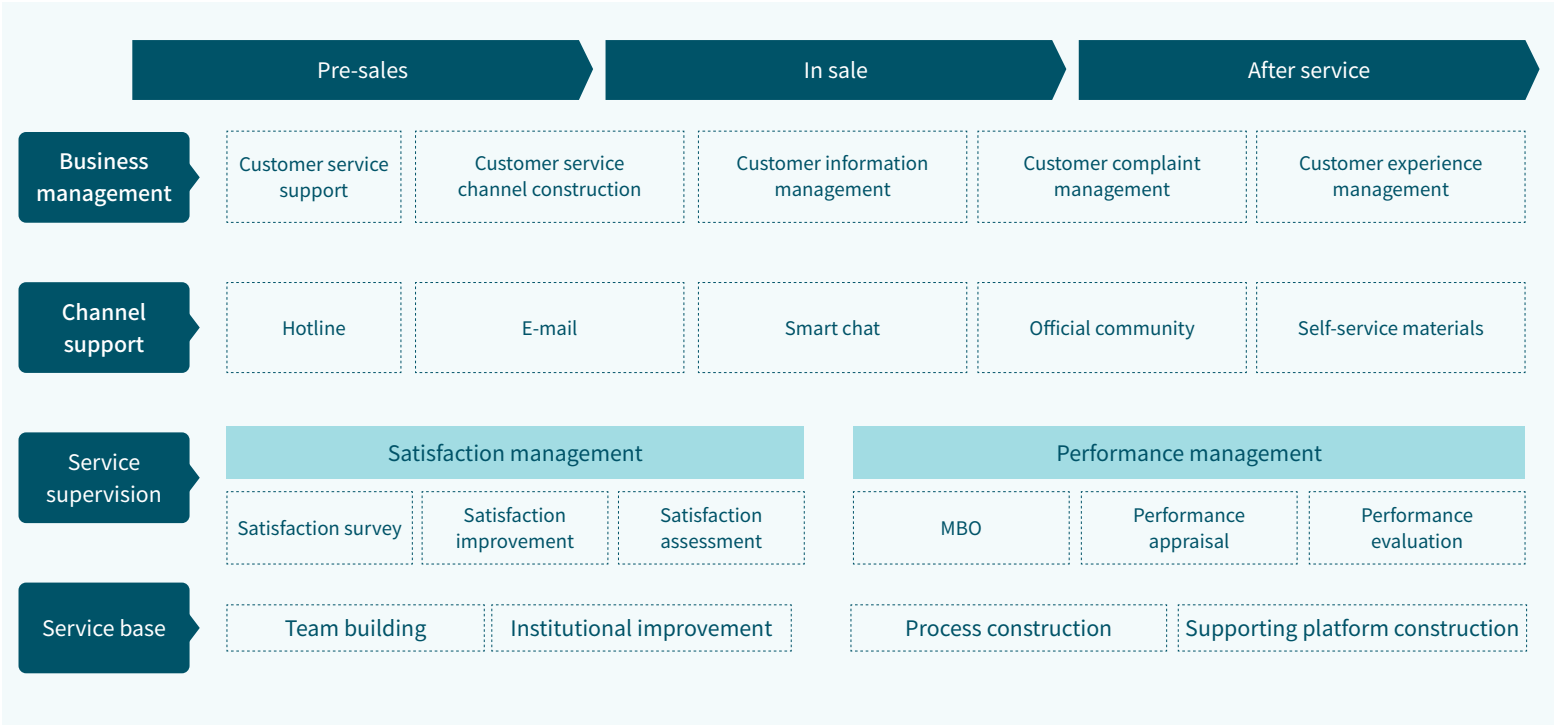 Pre-sales
In sale
After service
Business
management
Customer service
support
Customer service
channel construction
Customer information
management
Customer complaint
management
Customer experience
management
Channel
support
Hotline
E-mail
Smart chat
Official community
Self-service materials
Service
supervision
Satisfaction management
Performance management
Satisfaction survey
Satisfaction
improvement
Satisfaction
assessment
MBO
Performance
appraisal
Performance
evaluation
Service base
Team building
Institutional improvement
Process construction
Supporting platform construction